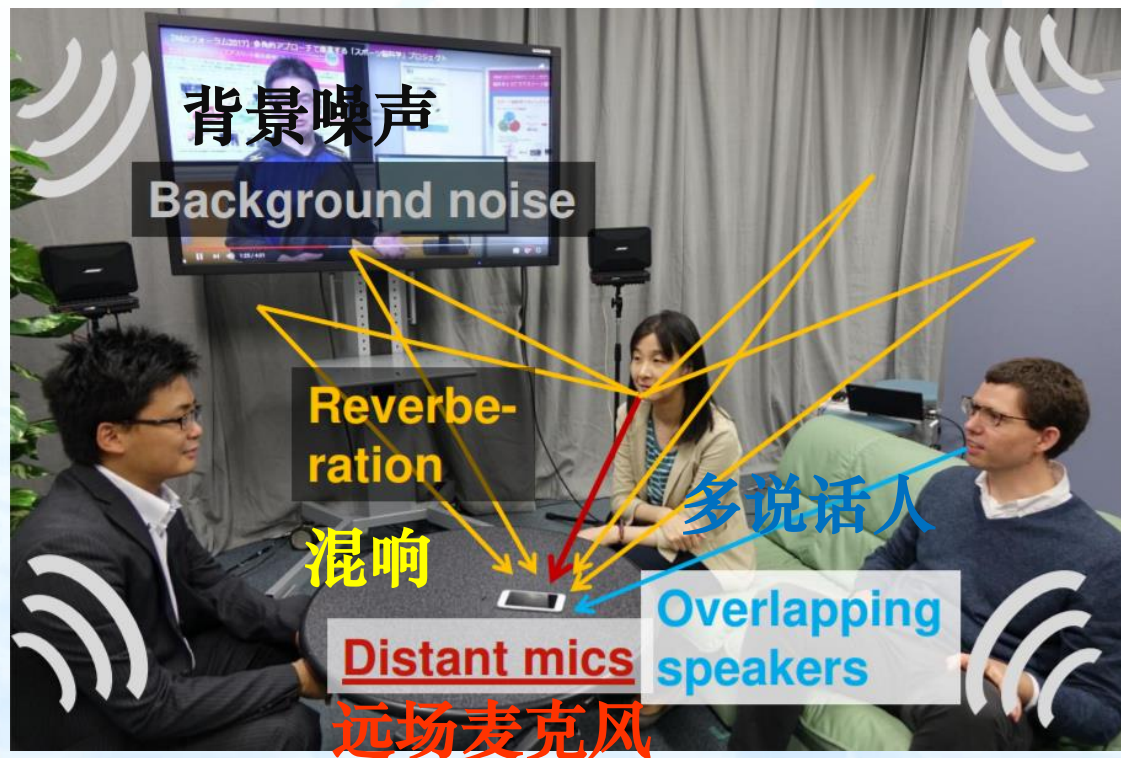 背景噪声
Background noise
Reverbe-
ration
混响
多说话人
Overlapping
speakers
Distant mics
远场麦克风